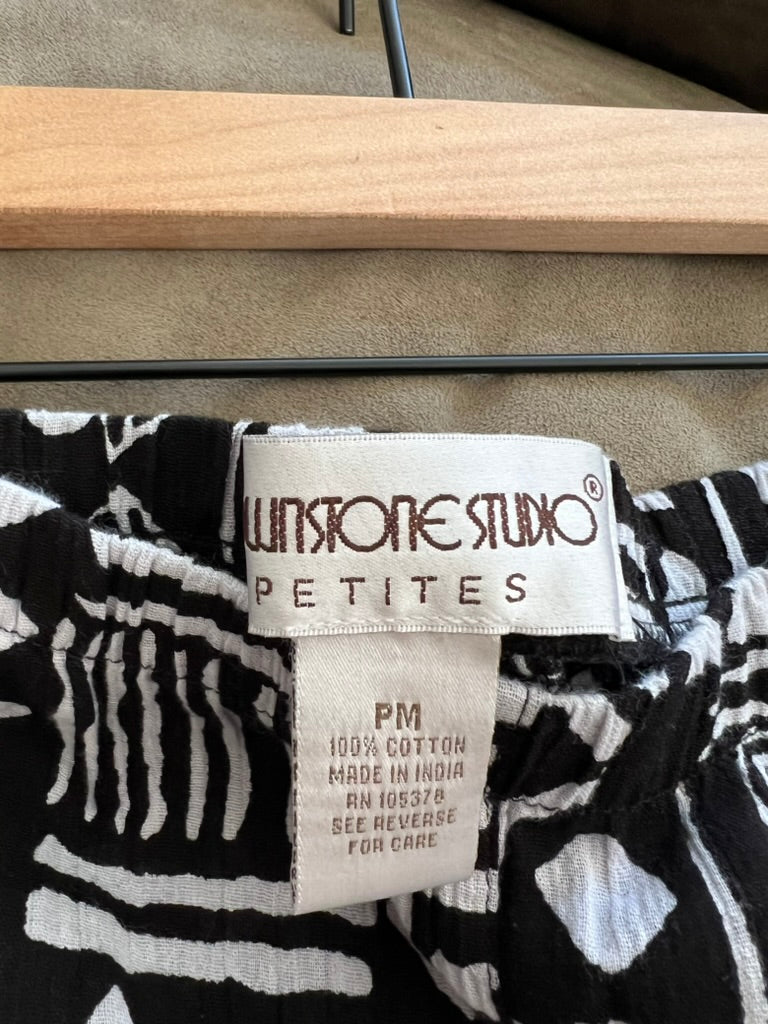 WINSTONE STUDIO®
PETITES
PM
100% COTTON
MADE IN INDIA
RN 105378
SEE REVERSE
FOR CARE